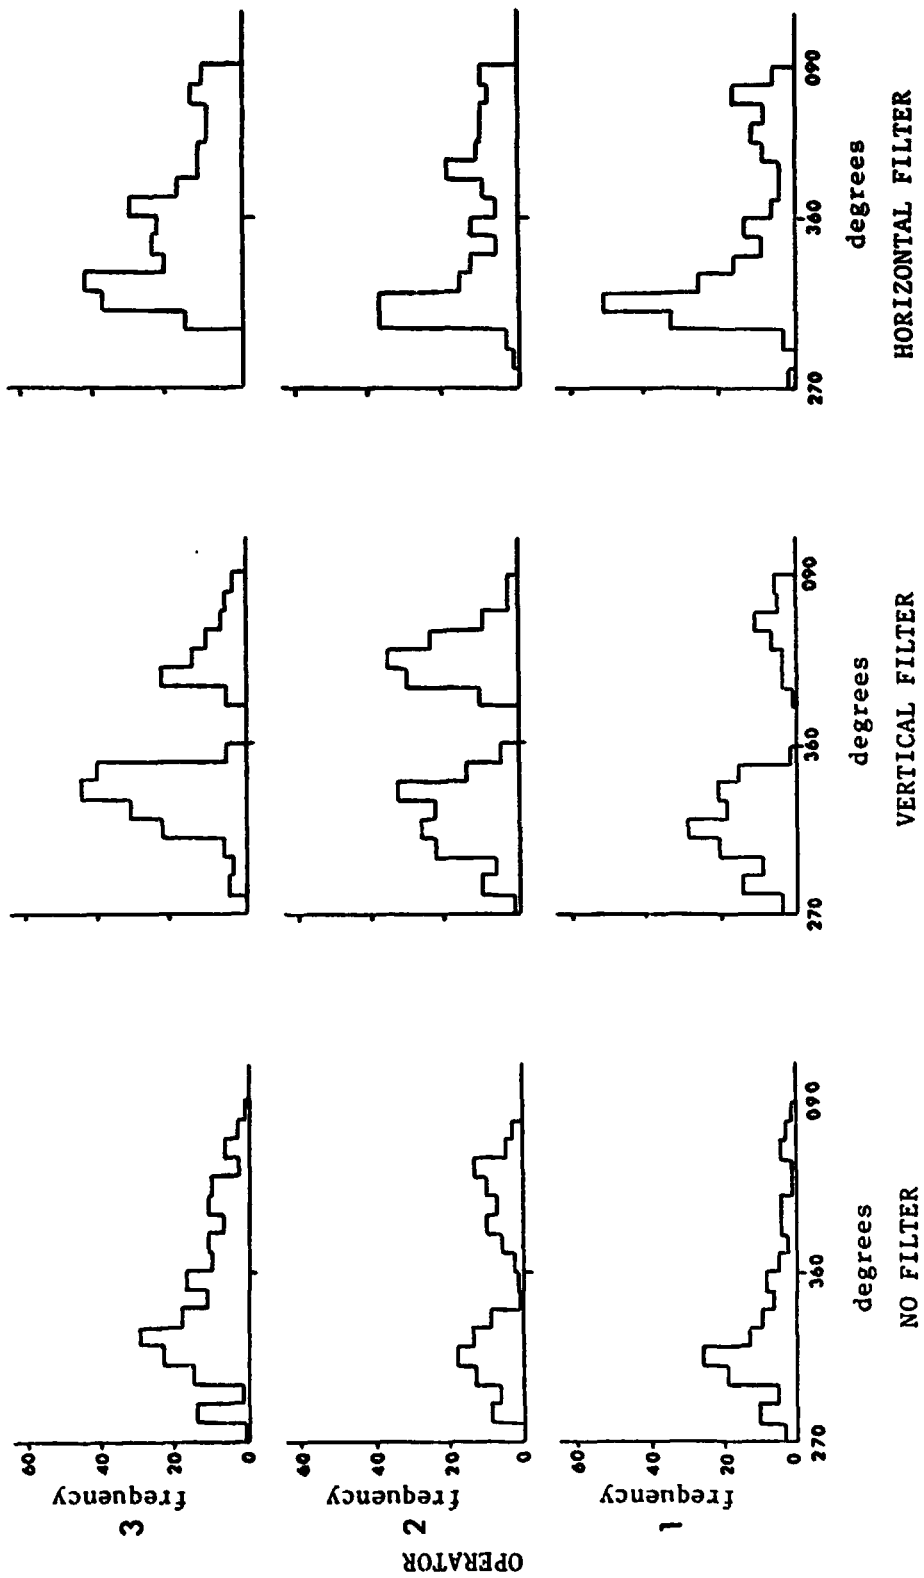 OPERATOR
3
frequency
60
40
20
0
2
frequency
60
40
20
0
1
frequency
60
40
20
0
270 360 090
270 360 090
270 360 090
degrees
degrees
degrees
NO FILTER
VERTICAL FILTER
HORIZONTAL FILTER